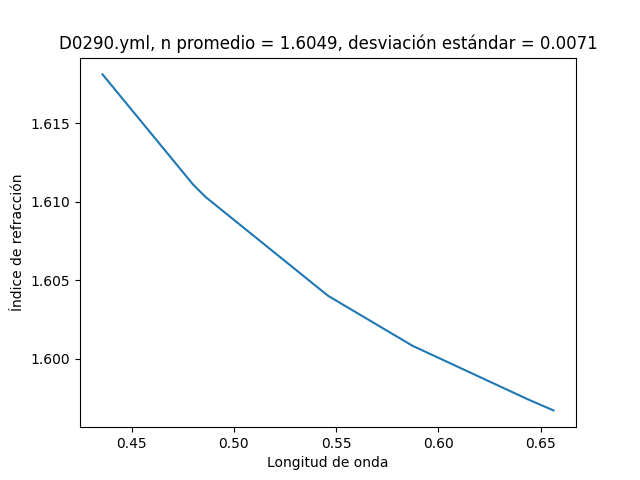 D0290.yml, n promedio = 1.6049, desviación estándar = 0.0071
1.615
1.610
1.605
1.600
Índice de refracción
0.45 0.50 0.55 0.60 0.65
Longitud de onda